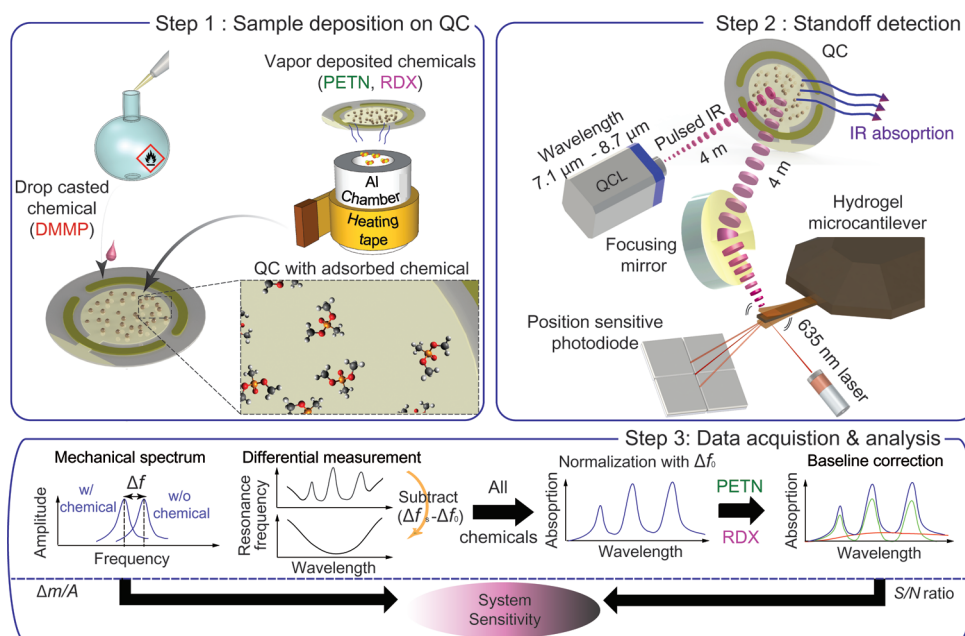 Step 1 : Sample deposition on QC
Vapor deposited chemicals
(PETN, RDX)
Drop casted
chemical
(DMMP)
Al
Chamber
Heating
tape
QC with adsorbed chemical
Step 2 : Standoff detection
QC
IR absoprtion
Wavelength
7.1 µm - 8.7 µm
Pulsed IR
QCL
4 m
4 m
Focusing
mirror
Hydrogel
microcantilever
Position sensitive
photodiode
635 nm laser
Step 3: Data acquistion & analysis
Mechanical spectrum
w/
chemical
Δf
w/o
chemical
Amplitude
Frequency
Differential measurement
Resonance
frequency
Wavelength
Subtract
(Δfs-Δf0)
All
chemicals
Normalization with Δf0
Absoprtion
Wavelength
PETN
RDX
Baseline correction
Absoprtion
Wavelength
Δm/A
System
Sensitivity
S/N ratio